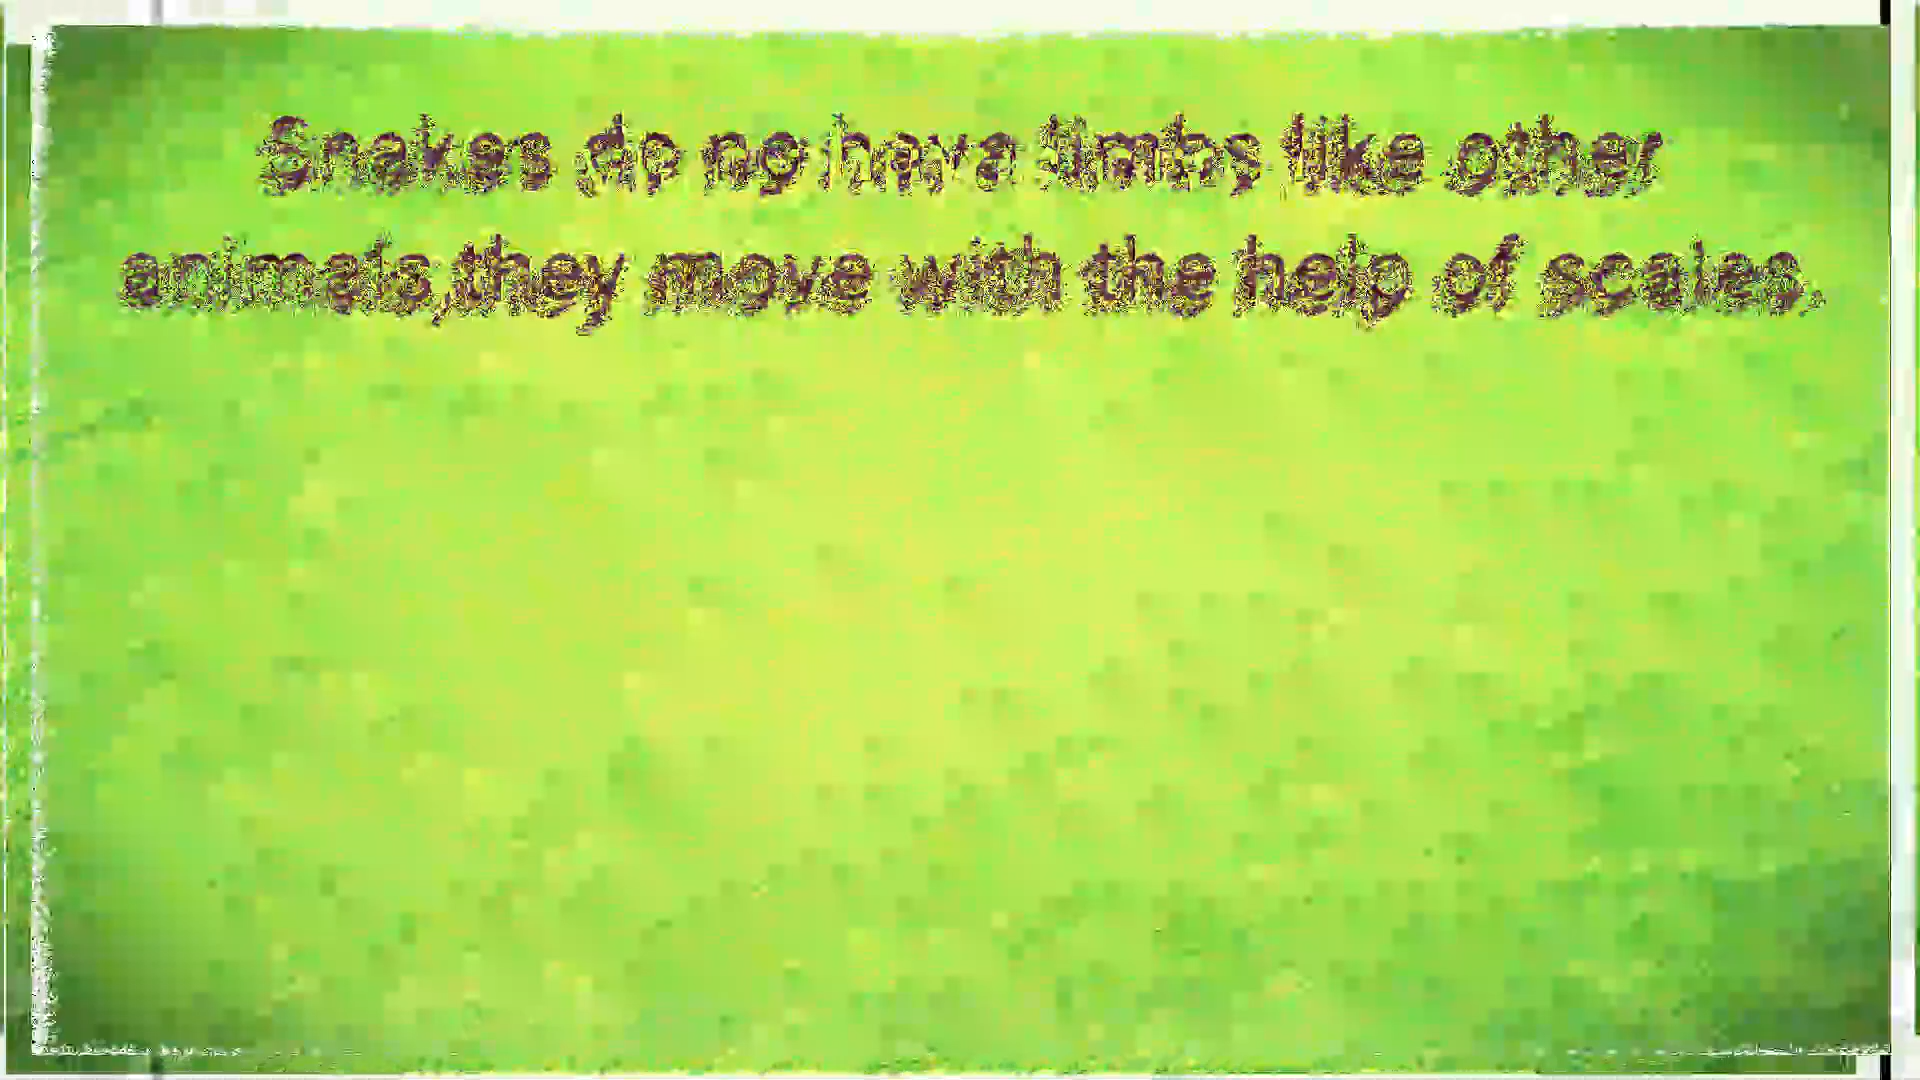 Snakes do no have limbs like other
animals,they move with the help of scales.